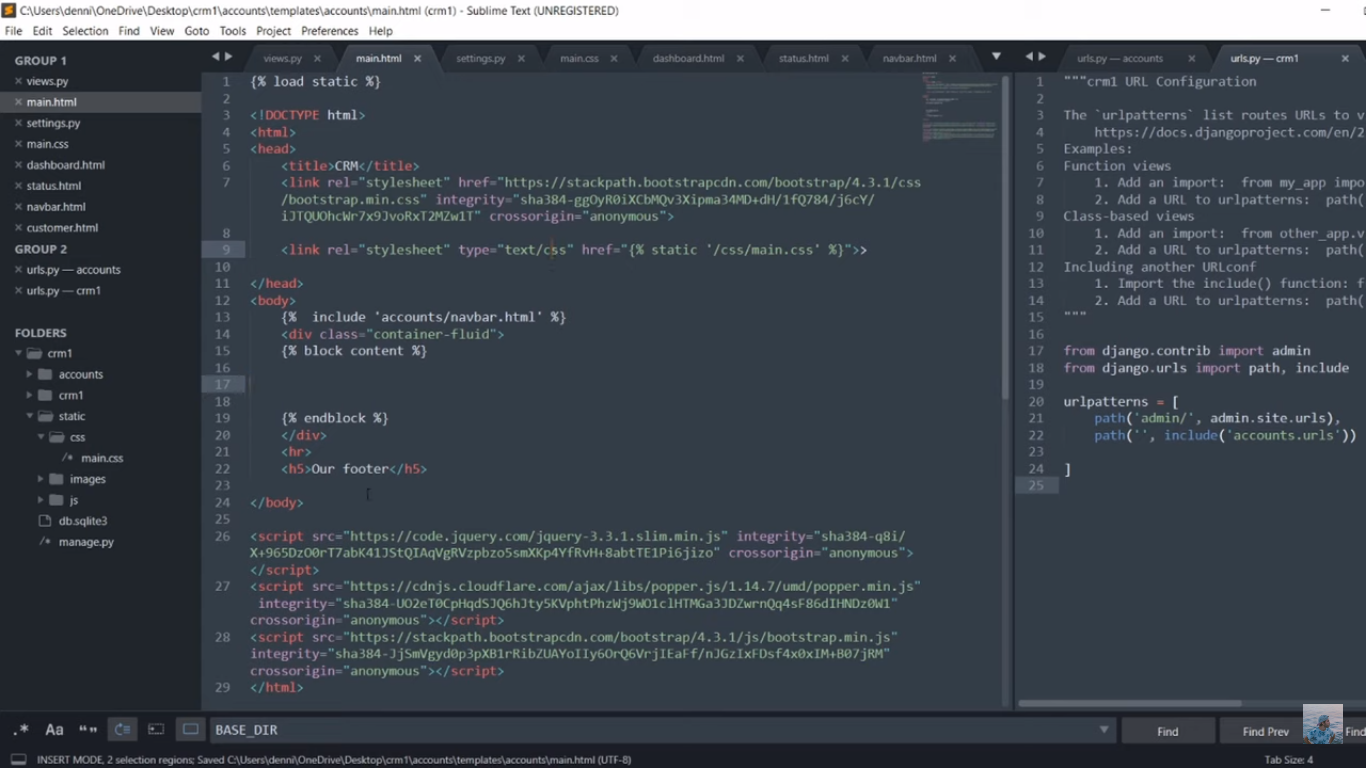 C:\Users\denni\OneDrive\Desktop\crm1\accounts\templates\accounts\main.html (crm1) - Sublime Text (UNREGISTERED)
File Edit Selection Find View Goto Tools Project Preferences Help
GROUP 1
views.py
main.html
settings.py
main.css
dashboard.html
status.html
navbar.html
customer.html
GROUP 2
urls.py — accounts
urls.py — crm1
FOLDERS
crm1
accounts
crm1
static
css
/* main.css
images
js
db.sqlite3
manage.py
views.py main.html settings.py main.css dashboard.html status.html navbar.html
1 {% load static %}
2
3 <!DOCTYPE html>
4 <html>
5 <head>
6 <title>CRM</title>
7 <link rel="stylesheet" href="https://stackpath.bootstrapcdn.com/bootstrap/4.3.1/css
/bootstrap.min.css" integrity="sha384-ggOyR0iXCbMQv3Xipma34MD+dH/1fQ784/j6cY/
iJTQUOhcWr7x9JvoRxT2MZw1T" crossorigin="anonymous">
8
9 <link rel="stylesheet" type="text/css" href="{% static '/css/main.css' %}">>
10
11 </head>
12 <body>
13 {%  include 'accounts/navbar.html' %}
14 <div class="container-fluid">
15 {% block content %}
16
17
18
19 {% endblock %}
20 </div>
21 <hr>
22 <h5>Our footer</h5>
23
24 </body>
25
26 <script src="https://code.jquery.com/jquery-3.3.1.slim.min.js" integrity="sha384-q8i/
X+965DzO0rT7abK41JStQIAqVgRVzpbzo5smXKp4YfRvH+8abtTE1Pi6jizo" crossorigin="anonymous">
</script>
27 <script src="https://cdnjs.cloudflare.com/ajax/libs/popper.js/1.14.7/umd/popper.min.js"
integrity="sha384-UO2eT0CpHqdSJQ6hJty5KVphtPhzWj9WO1clHTMGa3JDZwrnQq4sF86dIHNDz0W1"
crossorigin="anonymous"></script>
28 <script src="https://stackpath.bootstrapcdn.com/bootstrap/4.3.1/js/bootstrap.min.js"
integrity="sha384-JjSmVgyd0p3pXB1rRibZUAYoIIy6OrQ6VrjIEaFf/nJGzIxFDsf4x0xIM+B07jRM"
crossorigin="anonymous"></script>
29 </html>
urls.py — accounts urls.py — crm1
1 """crm1 URL Configuration
2
3 The `urlpatterns` list routes URLs to v
4 https://docs.djangoproject.com/en/2
5 Examples:
6 Function views
7 1. Add an import:  from my_app impo
8 2. Add a URL to urlpatterns:  path(
9 Class-based views
10 1. Add an import:  from other_app.v
11 2. Add a URL to urlpatterns:  path(
12 Including another URLconf
13 1. Import the include() function: f
14 2. Add a URL to urlpatterns:  path(
15 """
16
17 from django.contrib import admin
18 from django.urls import path, include
19
20 urlpatterns = [
21 path('admin/', admin.site.urls),
22 path('', include('accounts.urls'))
23
24 ]
25
.* Aa “” BASE_DIR Find Find Prev Find
INSERT MODE, 2 selection regions; Saved C:\Users\denni\OneDrive\Desktop\crm1\accounts\templates\accounts\main.html (UTF-8) Tab Size: 4